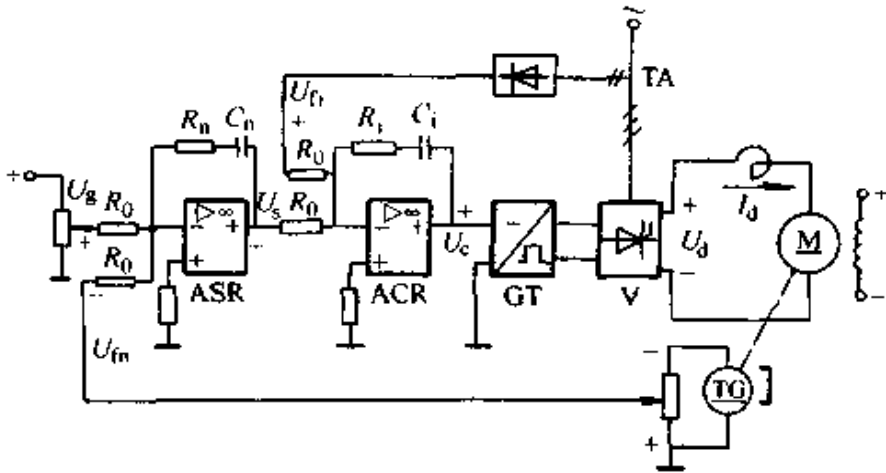 ~
TA
U_fi
+
R_n
C_n
R_i
C_i
R_0
+
U_g
R_0
+
R_0
▷∞
−
+
+
ASR
U_s
R_0
▷∞
−
+
+
ACR
+
U_c
−
GT
V
+
U_d
−
I_d
M
+
−
U_fn
−
+
TG